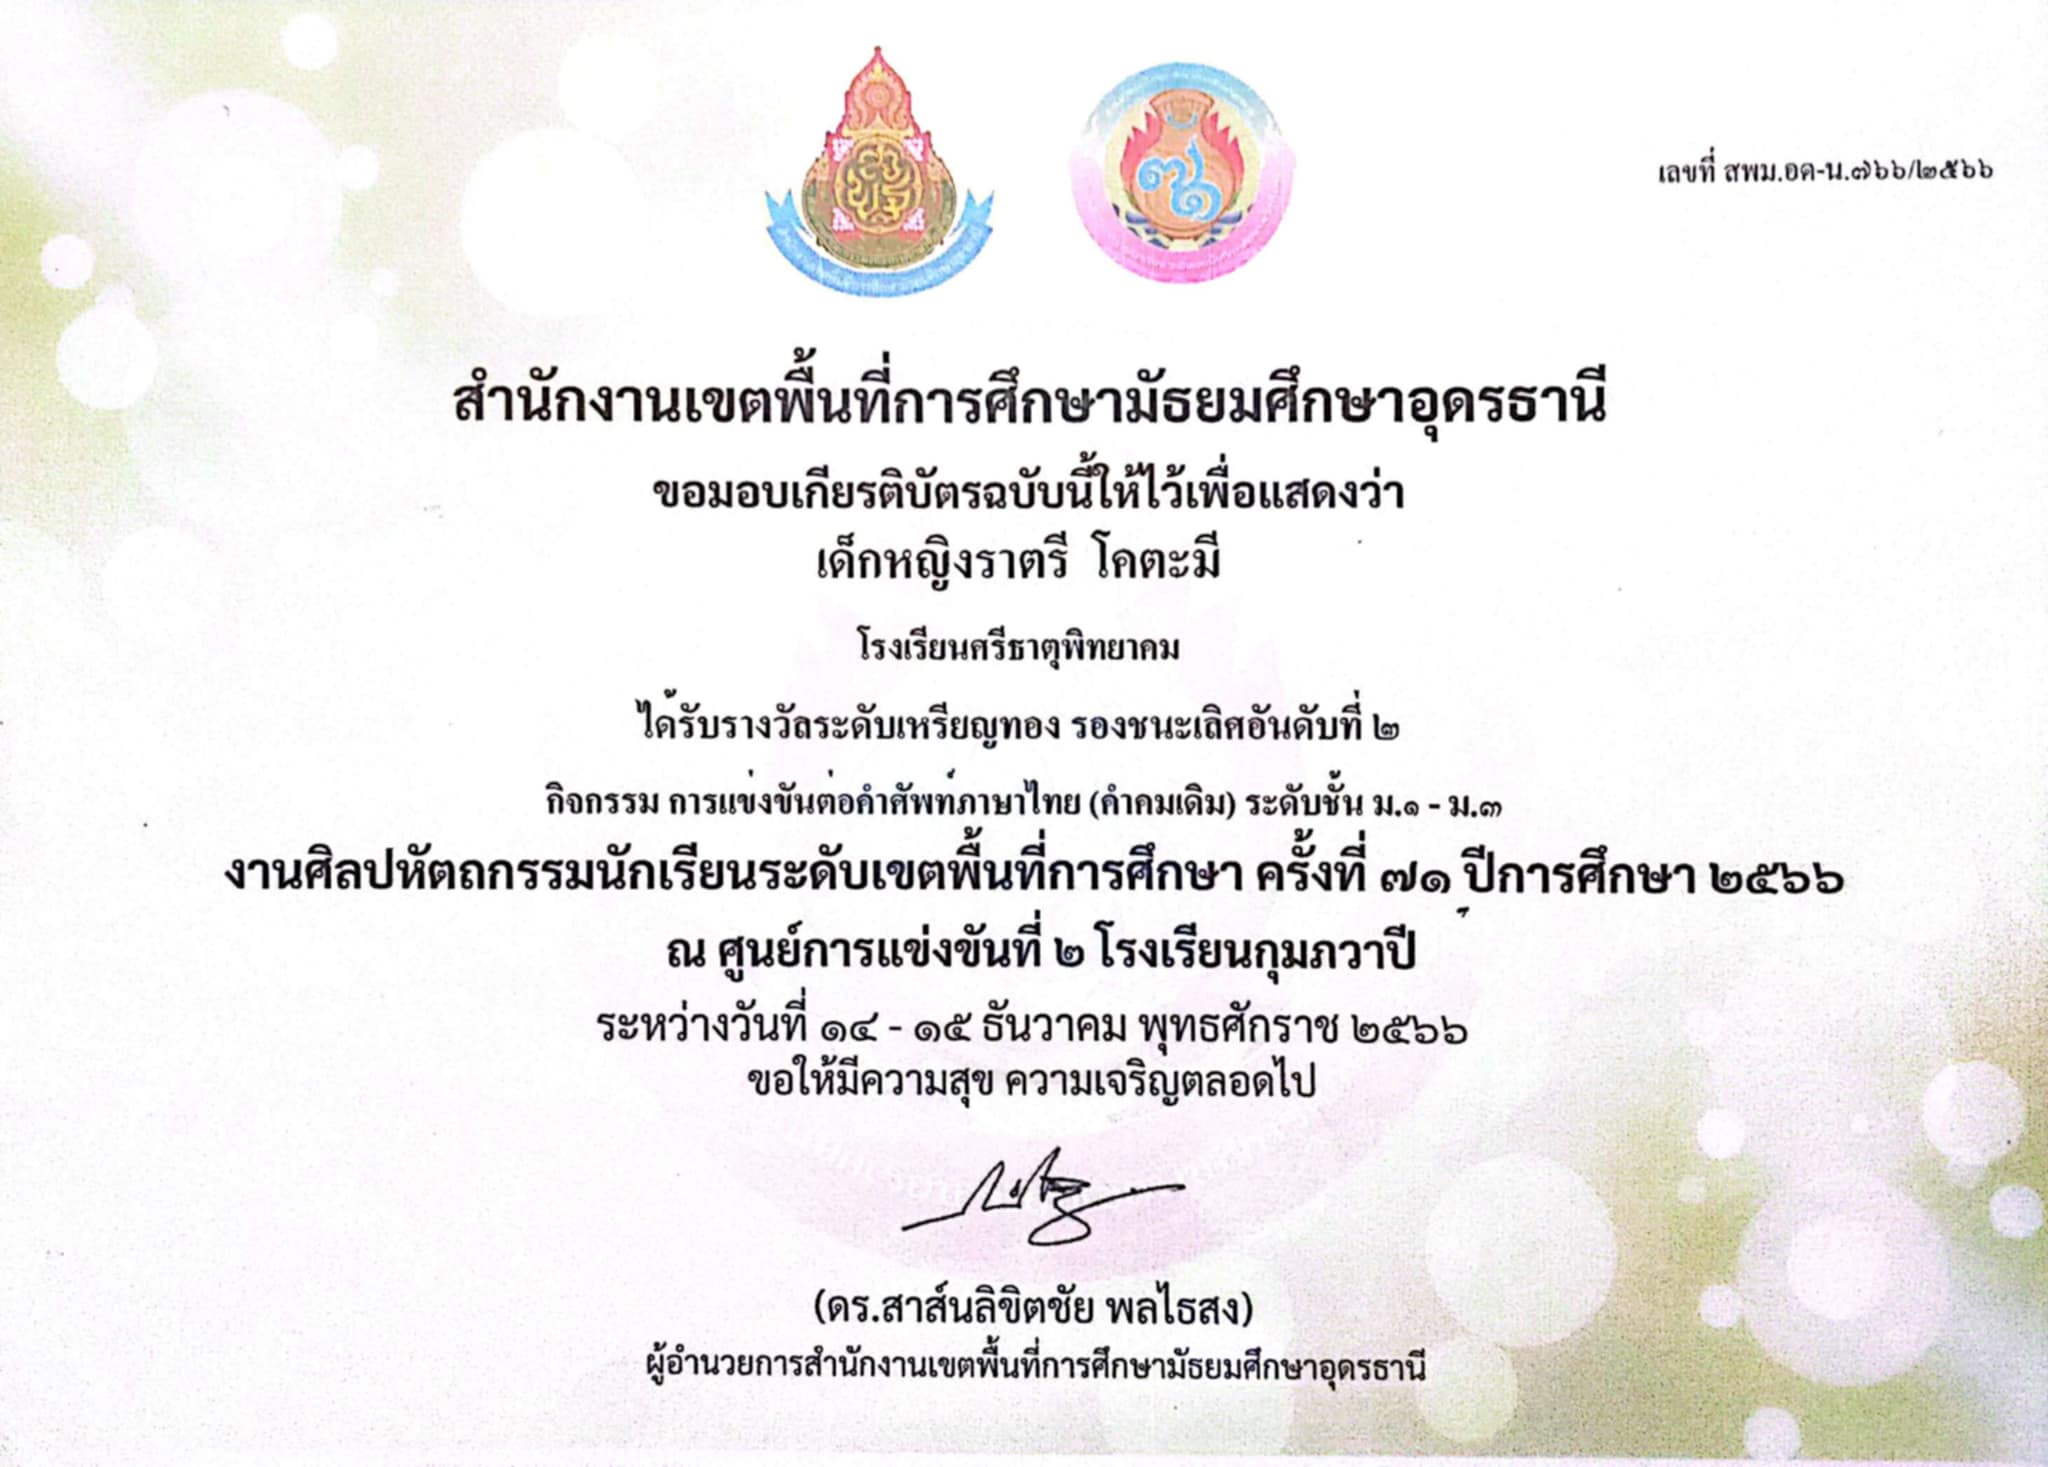 เลขที่ สพม.อด-น.๗๖๖/๒๕๖๖
สำนักงานเขตพื้นที่การศึกษามัธยมศึกษาอุดรธานี
ขอมอบเกียรติบัตรฉบับนี้ให้ไว้เพื่อแสดงว่า
เด็กหญิงราตรี โคตะมี
โรงเรียนศรีธาตุพิทยาคม
ได้รับรางวัลระดับเหรียญทอง รองชนะเลิศอันดับที่ ๒
กิจกรรม การแข่งขันต่อคำศัพท์ภาษาไทย (คำคมเดิม) ระดับชั้น ม.๑ - ม.๓
งานศิลปหัตถกรรมนักเรียนระดับเขตพื้นที่การศึกษา ครั้งที่ ๗๑ ปีการศึกษา ๒๕๖๖
ณ ศูนย์การแข่งขันที่ ๒ โรงเรียนกุมภวาปี
ระหว่างวันที่ ๑๔ - ๑๕ ธันวาคม พุทธศักราช ๒๕๖๖
ขอให้มีความสุข ความเจริญตลอดไป
(ดร.สาส์นลิขิตชัย พลไธสง)
ผู้อำนวยการสำนักงานเขตพื้นที่การศึกษามัธยมศึกษาอุดรธานี